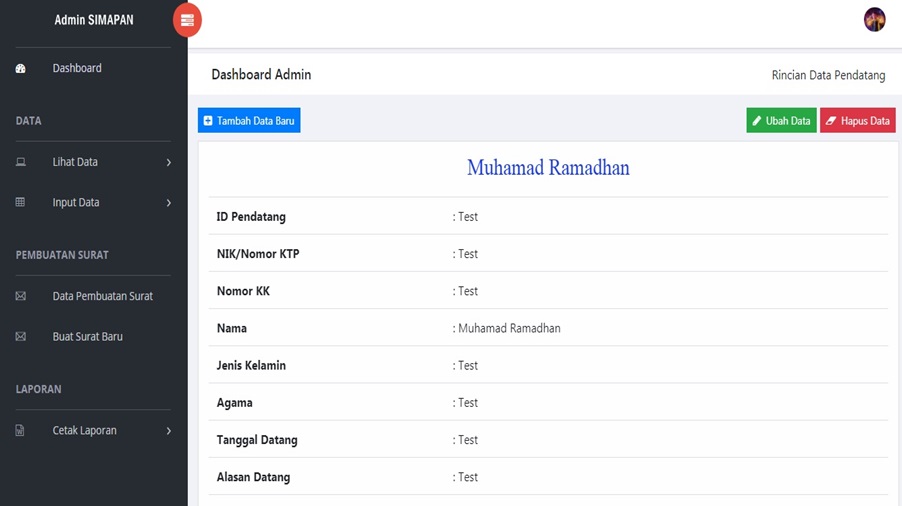 Admin SIMAPAN
Dashboard
DATA
Lihat Data
Input Data
PEMBUATAN SURAT
Data Pembuatan Surat
Buat Surat Baru
LAPORAN
Cetak Laporan
Dashboard Admin
Rincian Data Pendatang
Tambah Data Baru
Ubah Data
Hapus Data
Muhamad Ramadhan
ID Pendatang : Test
NIK/Nomor KTP : Test
Nomor KK : Test
Nama : Muhamad Ramadhan
Jenis Kelamin : Test
Agama : Test
Tanggal Datang : Test
Alasan Datang : Test